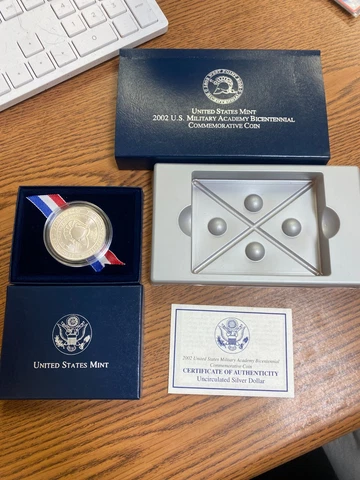 UNITED STATES MINT
2002 U.S. MILITARY ACADEMY BICENTENNIAL
COMMEMORATIVE COIN
UNITED STATES MINT
2002 United States Military Academy Bicentennial
Commemorative Coin
CERTIFICATE OF AUTHENTICITY
Uncirculated Silver Dollar